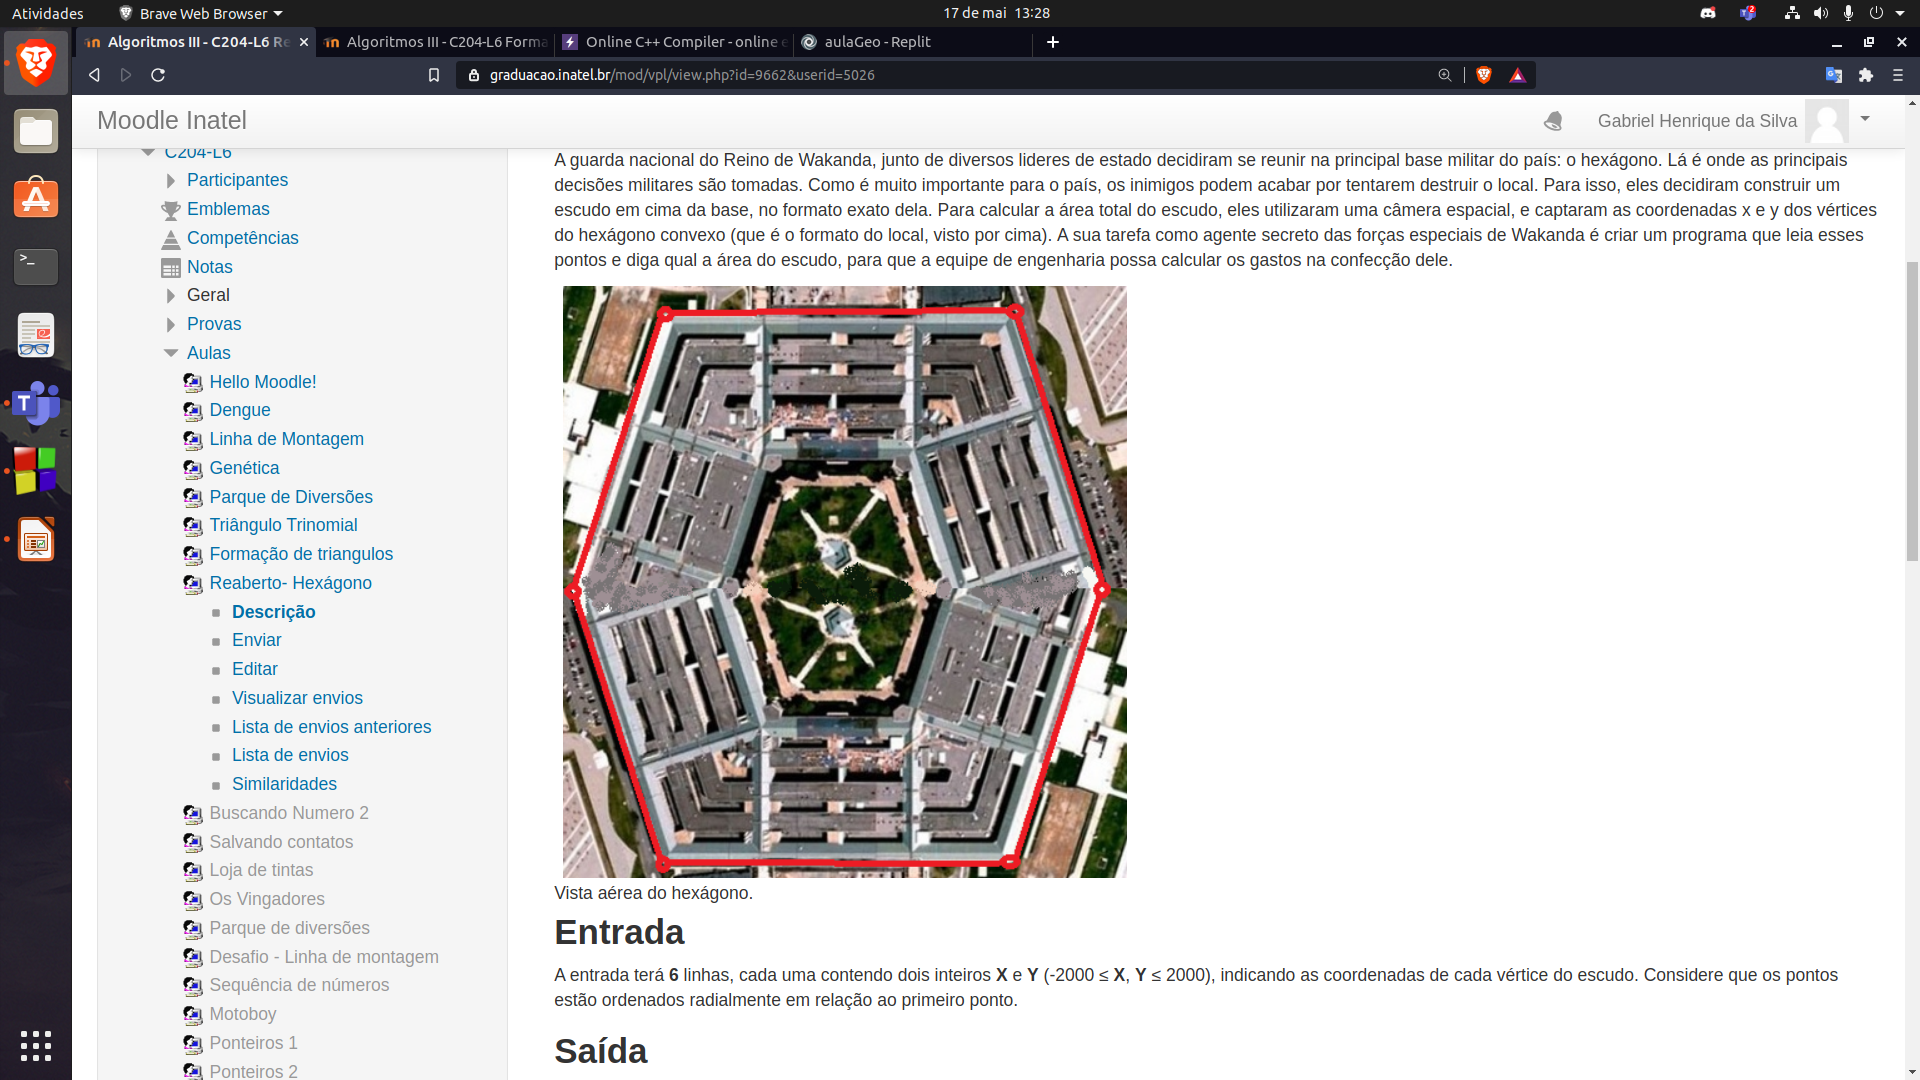 Atividades
Brave Web Browser
17 de mai 13:28
2
Algoritmos III - C204-L6 Re
Algoritmos III - C204-L6 Forma
Online C++ Compiler - online e
aulaGeo - Replit
graduacao.inatel.br/mod/vpl/view.php?id=9662&userid=5026
Moodle Inatel
Gabriel Henrique da Silva
C204-L6
Participantes
Emblemas
Competências
Notas
Geral
Provas
Aulas
Hello Moodle!
Dengue
Linha de Montagem
Genética
Parque de Diversões
Triângulo Trinomial
Formação de triangulos
Reaberto- Hexágono
Descrição
Enviar
Editar
Visualizar envios
Lista de envios anteriores
Lista de envios
Similaridades
Buscando Numero 2
Salvando contatos
Loja de tintas
Os Vingadores
Parque de diversões
Desafio - Linha de montagem
Sequência de números
Motoboy
Ponteiros 1
Ponteiros 2
A guarda nacional do Reino de Wakanda, junto de diversos lideres de estado decidiram se reunir na principal base militar do país: o hexágono. Lá é onde as principais
decisões militares são tomadas. Como é muito importante para o país, os inimigos podem acabar por tentarem destruir o local. Para isso, eles decidiram construir um
escudo em cima da base, no formato exato dela. Para calcular a área total do escudo, eles utilizaram uma câmera espacial, e captaram as coordenadas x e y dos vértices
do hexágono convexo (que é o formato do local, visto por cima). A sua tarefa como agente secreto das forças especiais de Wakanda é criar um programa que leia esses
pontos e diga qual a área do escudo, para que a equipe de engenharia possa calcular os gastos na confecção dele.
Vista aérea do hexágono.
Entrada
A entrada terá 6 linhas, cada uma contendo dois inteiros X e Y (-2000 ≤ X, Y ≤ 2000), indicando as coordenadas de cada vértice do escudo. Considere que os pontos
estão ordenados radialmente em relação ao primeiro ponto.
Saída